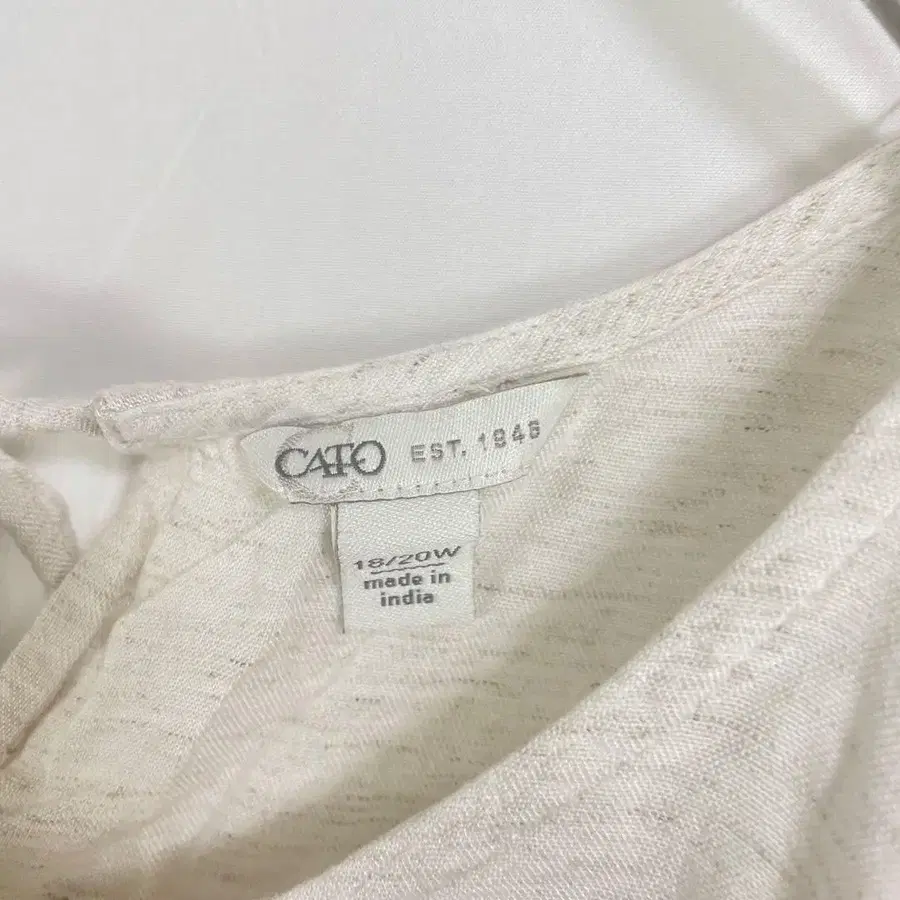 CATO EST. 1946
18/20W
made in
india